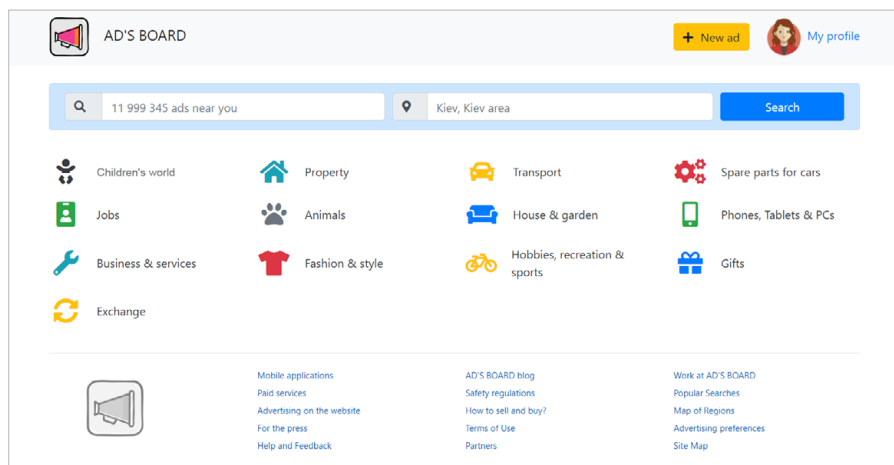 AD'S BOARD
New ad
My profile
11 999 345 ads near you
Kiev, Kiev area
Search
Children's world
Property
Transport
Spare parts for cars
Jobs
Animals
House & garden
Phones, Tablets & PCs
Business & services
Fashion & style
Hobbies, recreation &
sports
Gifts
Exchange
Mobile applications
AD'S BOARD blog
Work at AD'S BOARD
Paid services
Safety regulations
Popular Searches
Advertising on the website
How to sell and buy?
Map of Regions
For the press
Terms of Use
Advertising preferences
Help and Feedback
Partners
Site Map